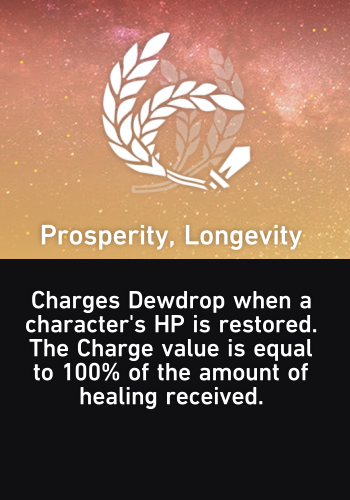 Prosperity, Longevity
Charges Dewdrop when a
character's HP is restored.
The Charge value is equal
to 100% of the amount of
healing received.